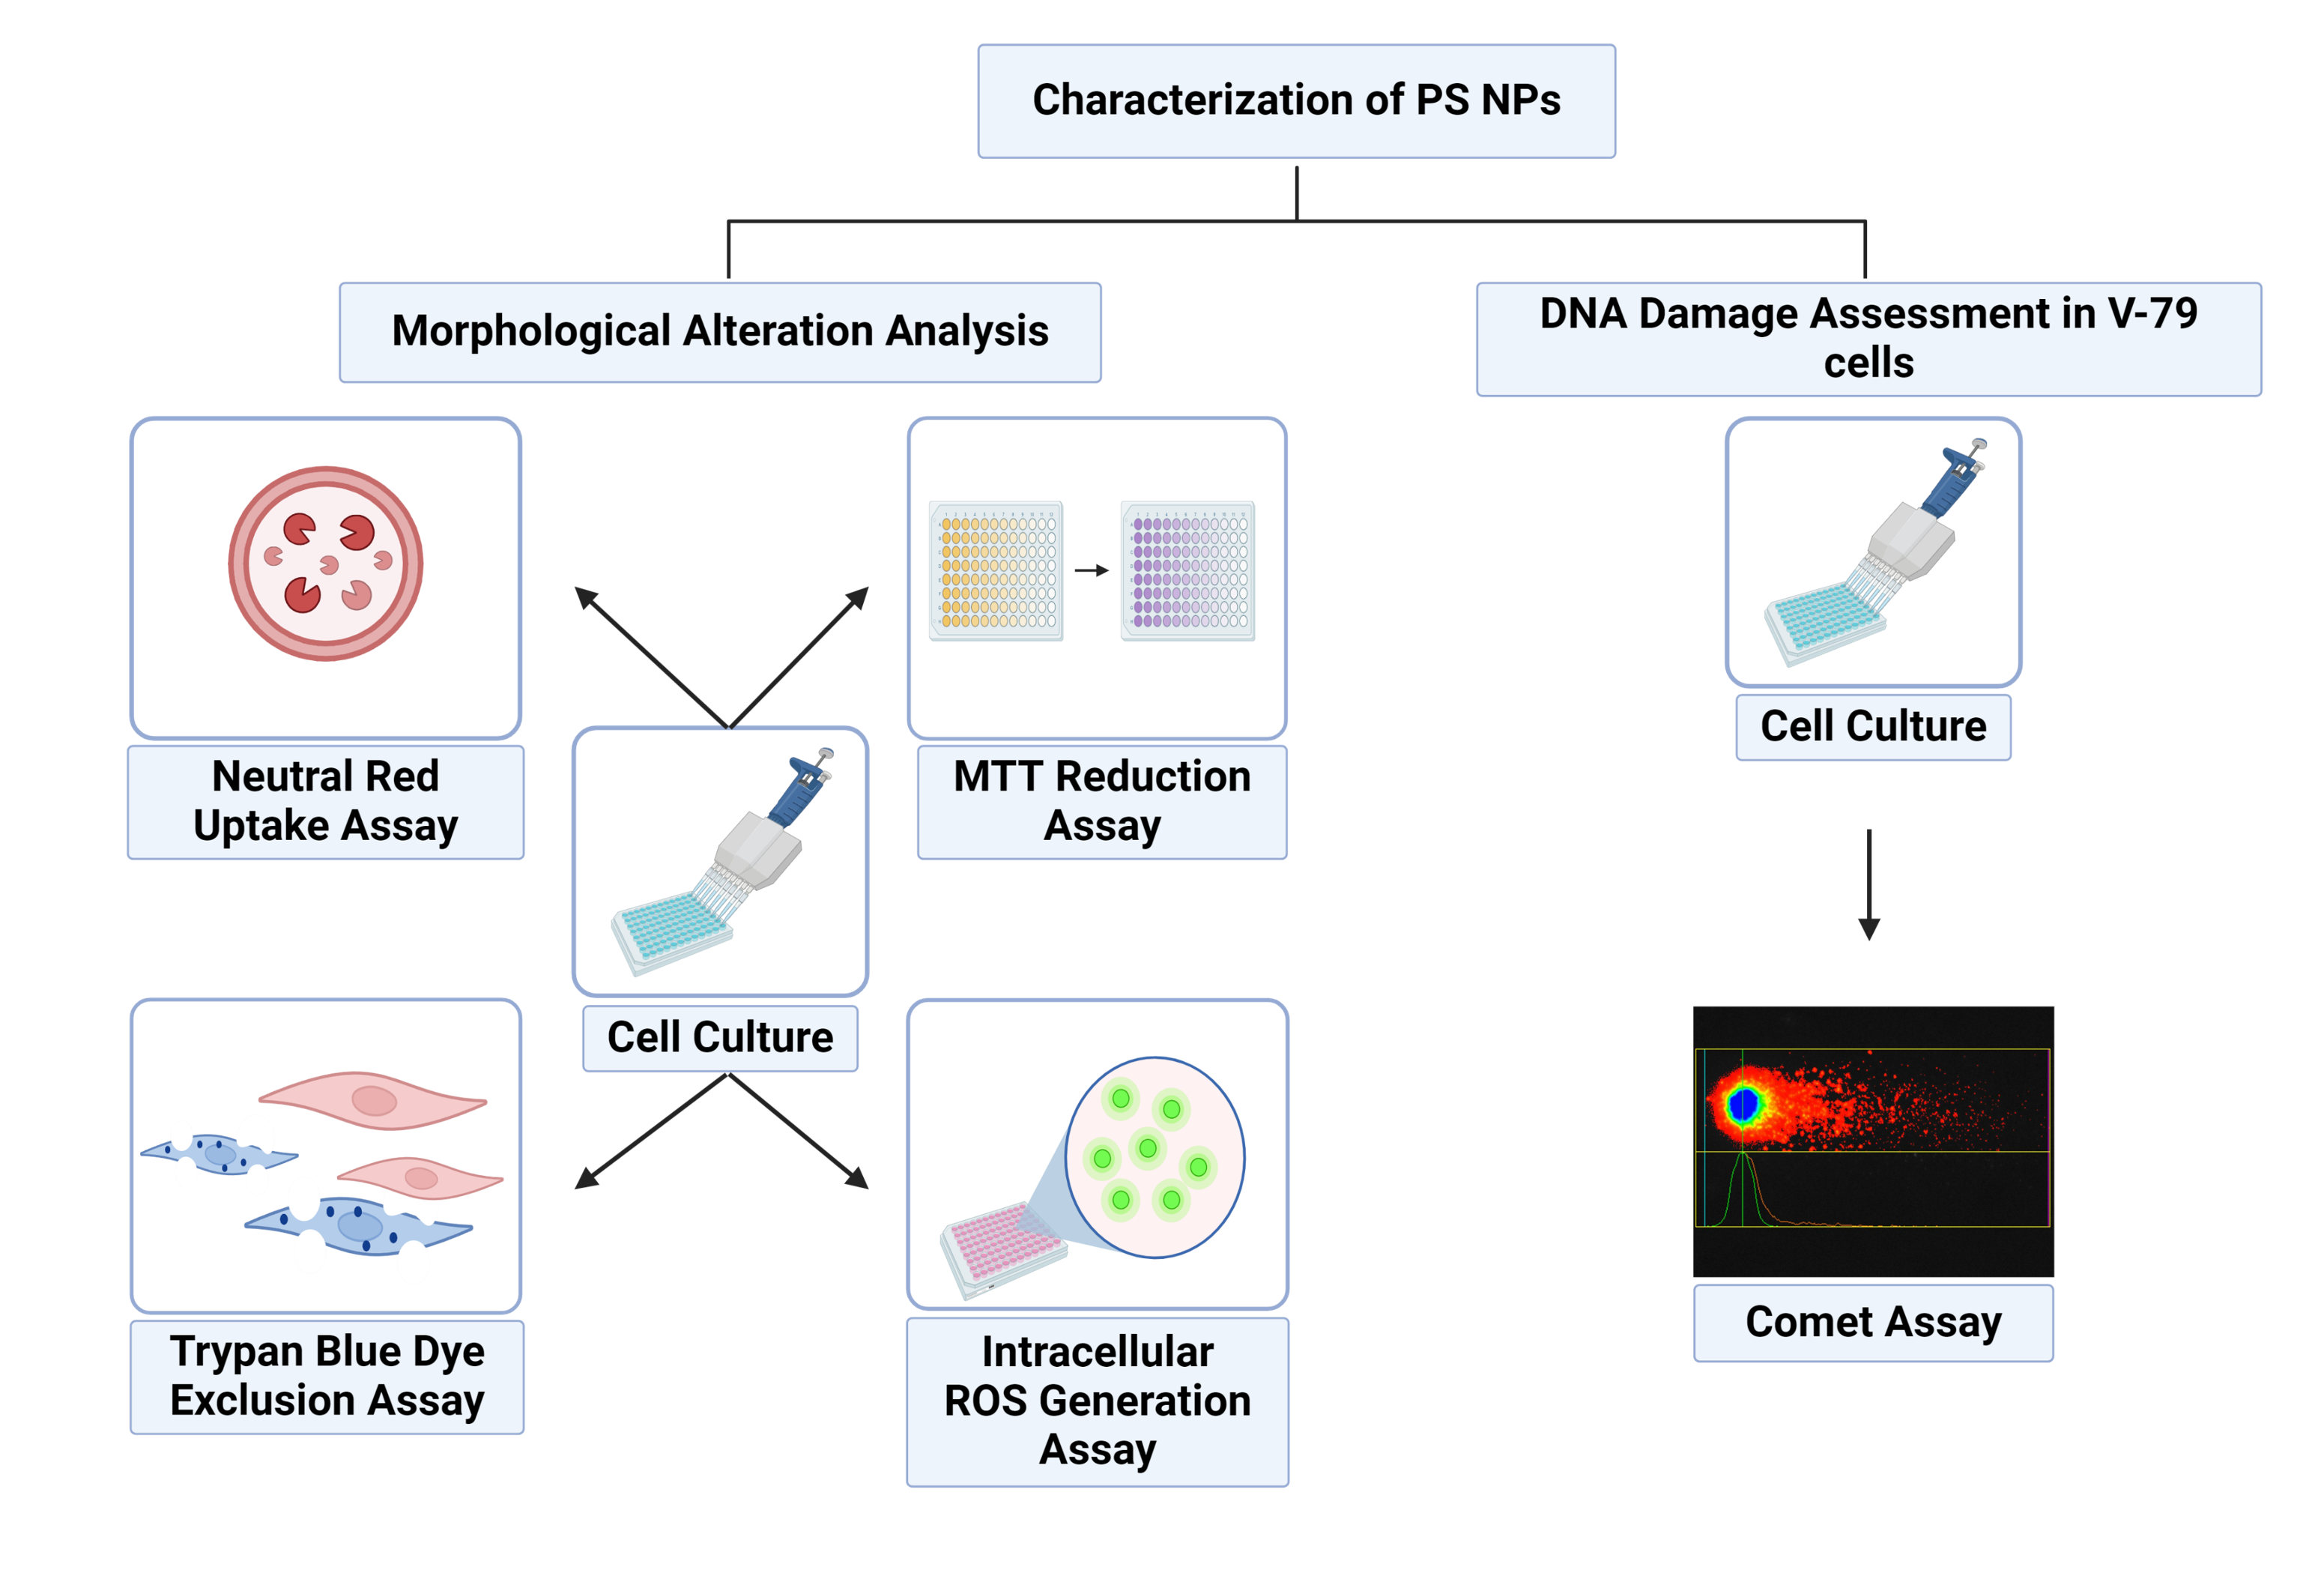 Characterization of PS NPs
Morphological Alteration Analysis
DNA Damage Assessment in V-79
cells
Neutral Red
Uptake Assay
MTT Reduction
Assay
Cell Culture
Cell Culture
Trypan Blue Dye
Exclusion Assay
Intracellular
ROS Generation
Assay
Comet Assay